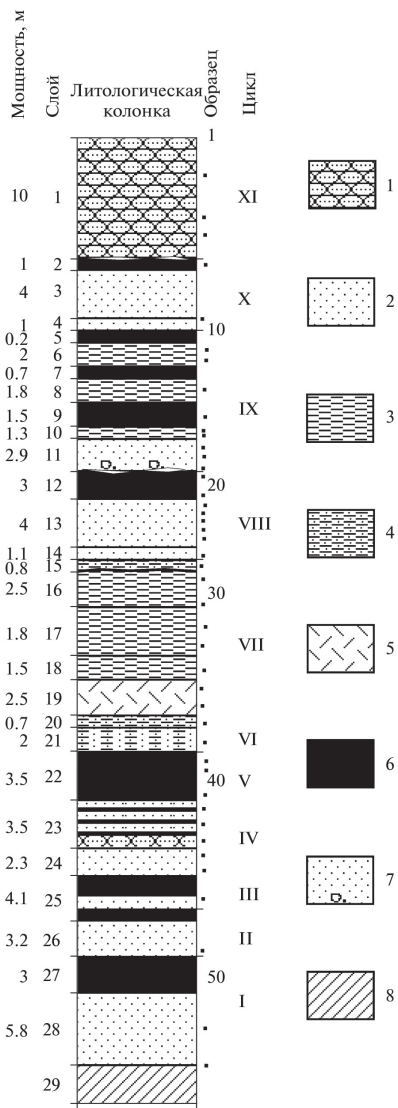 Мощность, м
Слой
Литологическая
колонка
Образец
Цикл
1
10 1 XI 1
1 2
4 3 X 2
1 4
10
0.2 5
2 6
0.7 7
1.8 8 3
1.5 9 IX
1.3 10
2.9 11
3 12 20
4 13 VIII 4
1.1 14
0.8 15
2.5 16 30
1.8 17 VII 5
1.5 18
2.5 19
0.7 20
2 21 VI
3.5 22 40 V 6
3.5 23 IV
2.3 24
4.1 25 III 7
3.2 26 II
3 27 50
I 8
5.8 28
29